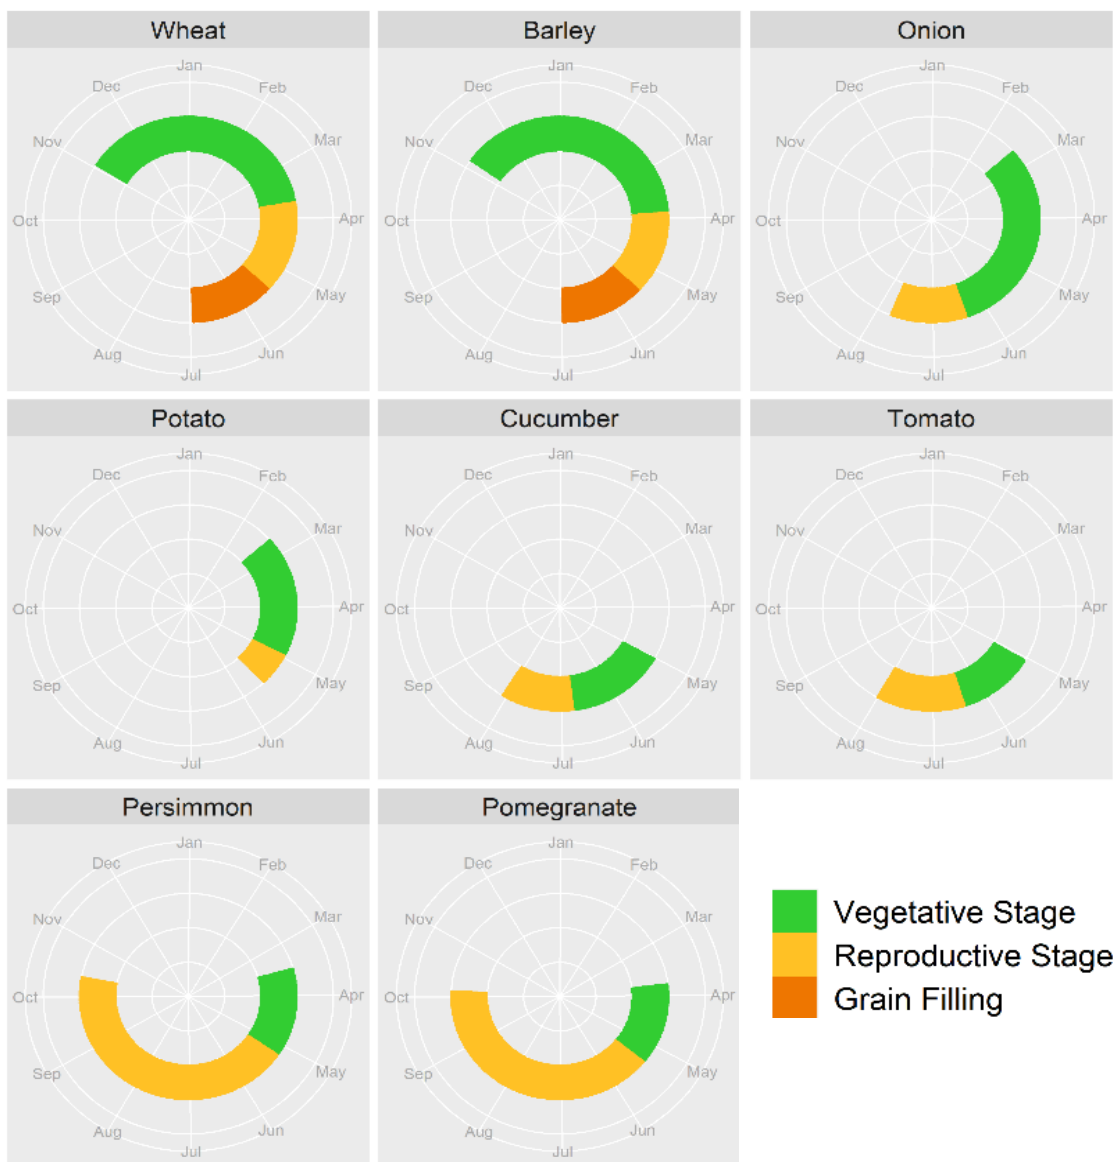 Wheat
Jan
Feb
Mar
Apr
May
Jun
Jul
Aug
Sep
Oct
Nov
Dec
Barley
Jan
Feb
Mar
Apr
May
Jun
Jul
Aug
Sep
Oct
Nov
Dec
Onion
Jan
Feb
Mar
Apr
May
Jun
Jul
Aug
Sep
Oct
Nov
Dec
Potato
Jan
Feb
Mar
Apr
May
Jun
Jul
Aug
Sep
Oct
Nov
Dec
Cucumber
Jan
Feb
Mar
Apr
May
Jun
Jul
Aug
Sep
Oct
Nov
Dec
Tomato
Jan
Feb
Mar
Apr
May
Jun
Jul
Aug
Sep
Oct
Nov
Dec
Persimmon
Jan
Feb
Mar
Apr
May
Jun
Jul
Aug
Sep
Oct
Nov
Dec
Pomegranate
Jan
Feb
Mar
Apr
May
Jun
Jul
Aug
Sep
Oct
Nov
Dec
Vegetative Stage
Reproductive Stage
Grain Filling